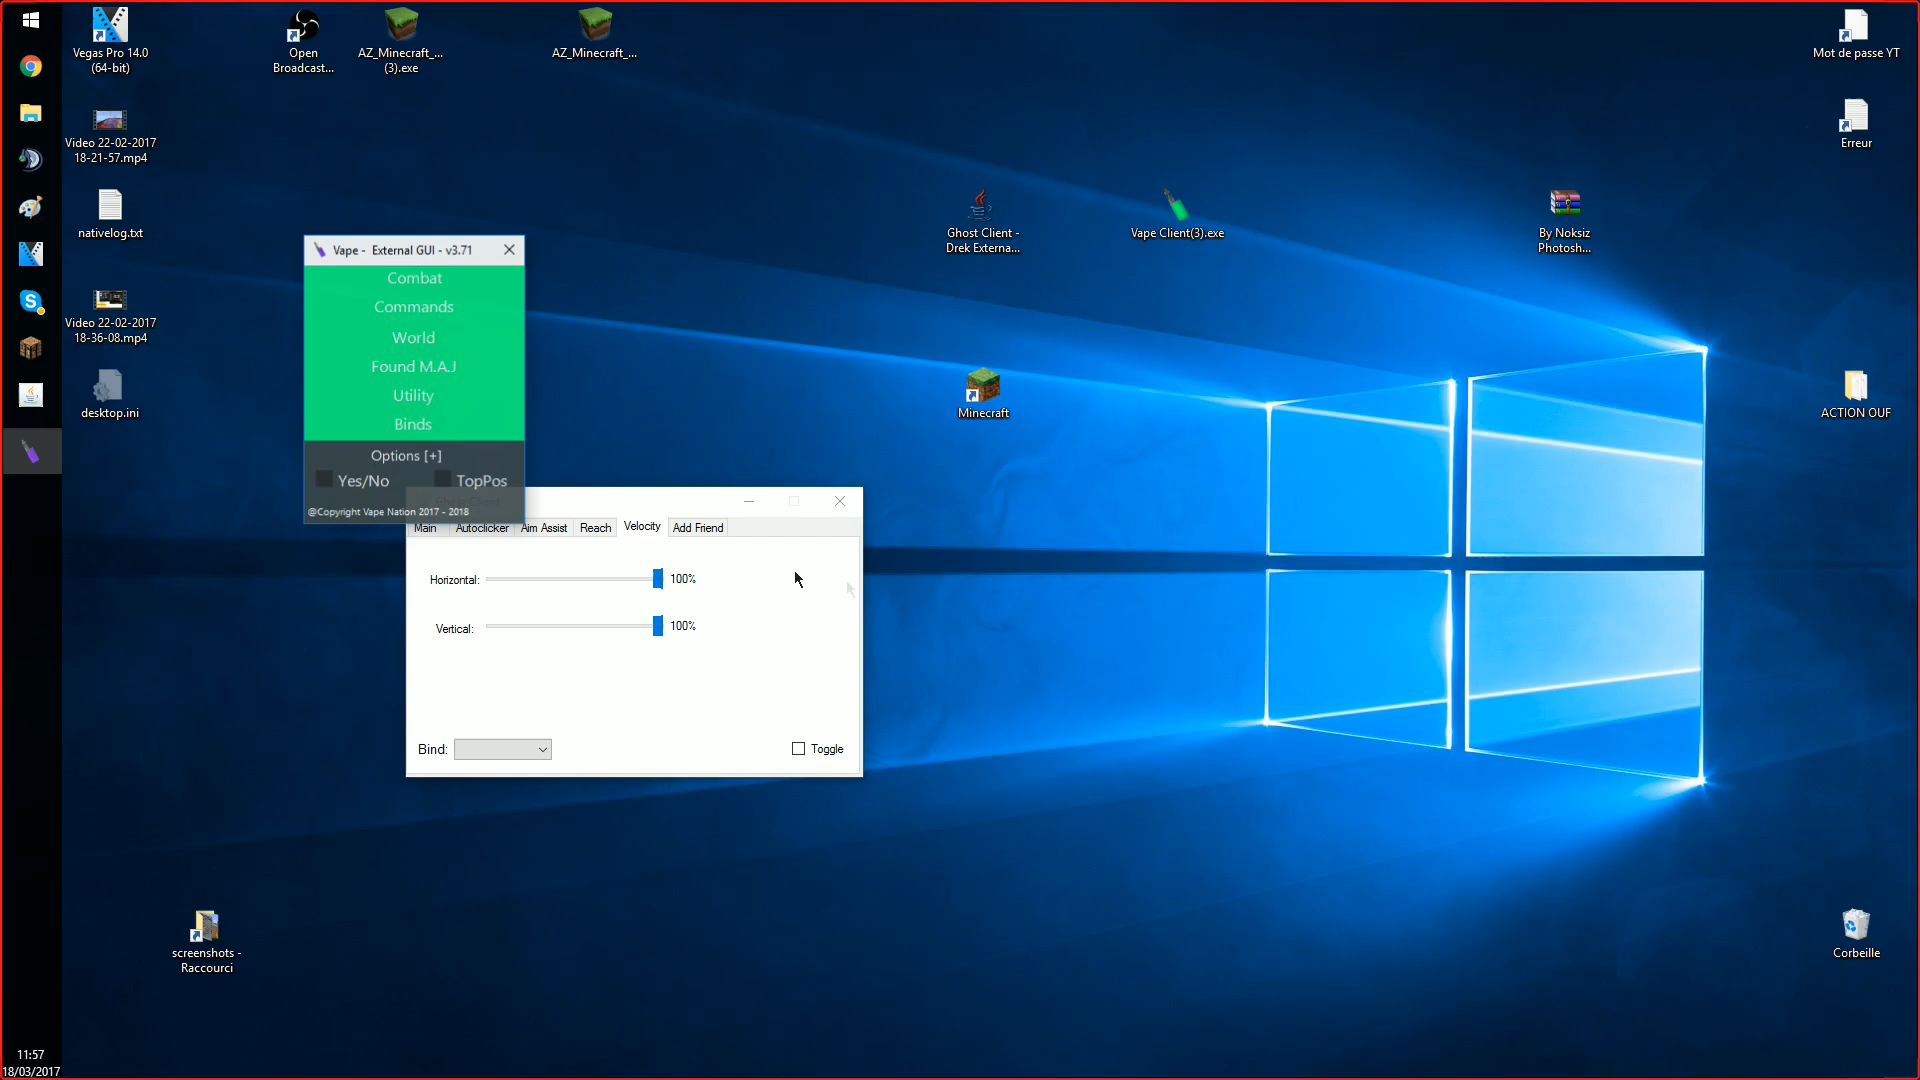 Vegas Pro 14.0
(64-bit)
Open
Broadcast...
AZ_Minecraft_...
(3).exe
AZ_Minecraft_...
Mot de passe YT
Video 22-02-2017
18-21-57.mp4
Erreur
nativelog.txt
Ghost Client -
Drek Externa...
Vape Client(3).exe
By Noksiz
Photosh...
Vape - External GUI - v3.71
Combat
Commands
World
Found M.A.J
Utility
Binds
Options [+]
Yes/No
TopPos
@Copyright Vape Nation 2017 - 2018
Video 22-02-2017
18-36-08.mp4
desktop.ini
Minecraft
ACTION OUF
Main
Autoclicker
Aim Assist
Reach
Velocity
Add Friend
Horizontal:
100%
Vertical:
100%
Bind:
Toggle
screenshots -
Raccourci
Corbeille
11:57
18/03/2017